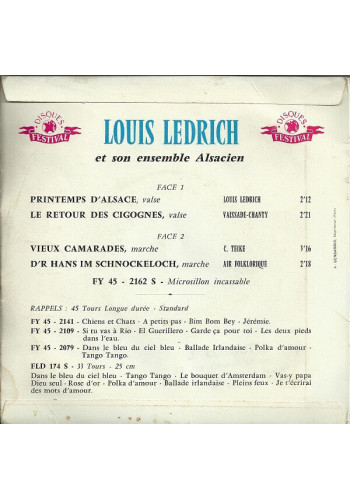 DISQUES
FESTIVAL
LOUIS LEDRICH
DISQUES
FESTIVAL
et son ensemble Alsacien
FACE 1
PRINTEMPS D'ALSACE, valse LOUIS LEDRICH 2'12
LE RETOUR DES CIGOGNES, valse VAISSADE-CHANTY 2'21
FACE 2
VIEUX CAMARADES, marche C. TEIKE 3'16
D'R HANS IM SCHNOCKELOCH, marche AIR FOLKLORIQUE 2'18
FY 45 - 2162 S - Microsillon incassable
RAPPELS : 45 Tours Longue durée - Standard
FY 45 - 2141 - Chiens et Chats - A petits pas - Bim Bom Bey - Jérémie.
FY 45 - 2109 - Si tu vas à Rio - El Guerillero - Garde ça pour toi - Les deux pieds
dans l'eau.
FY 45 - 2079 - Dans le bleu du ciel bleu - Ballade Irlandaise - Polka d'amour -
Tango Tango.
FLD 174 S - 33 Tours - 25 cm
Dans le bleu du ciel bleu - Tango Tango - Le bouquet d'Amsterdam - Vas-y papa
Dieu seul - Rose d'or - Polka d'amour - Ballade irlandaise - Pleins feux - Je t'écrirai
des mots d'amour.